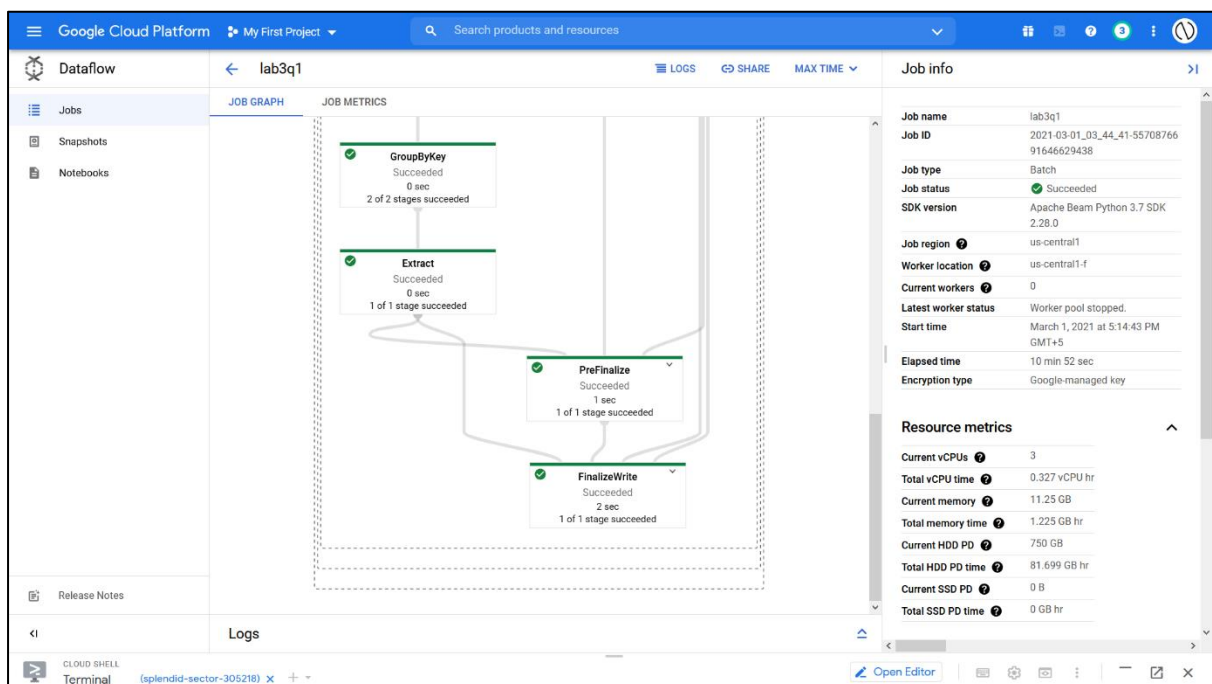 Google Cloud Platform My First Project Search products and resources 3
Dataflow
lab3q1 LOGS SHARE MAX TIME
Job info
Jobs
Snapshots
Notebooks
JOB GRAPH JOB METRICS
GroupByKey
Succeeded
0 sec
2 of 2 stages succeeded
Extract
Succeeded
0 sec
1 of 1 stage succeeded
PreFinalize
Succeeded
1 sec
1 of 1 stage succeeded
FinalizeWrite
Succeeded
2 sec
1 of 1 stage succeeded
Job name lab3q1
Job ID 2021-03-01_03_44_41-55708766
91646629438
Job type Batch
Job status Succeeded
SDK version Apache Beam Python 3.7 SDK
2.28.0
Job region us-central1
Worker location us-central1-f
Current workers 0
Latest worker status Worker pool stopped.
Start time March 1, 2021 at 5:14:43 PM
GMT+5
Elapsed time 10 min 52 sec
Encryption type Google-managed key
Resource metrics
Current vCPUs 3
Total vCPU time 0.327 vCPU hr
Current memory 11.25 GB
Total memory time 1.225 GB hr
Current HDD PD 750 GB
Total HDD PD time 81.699 GB hr
Current SSD PD 0 B
Total SSD PD time 0 GB hr
Release Notes
Logs
CLOUD SHELL
Terminal (splendid-sector-305218) Open Editor